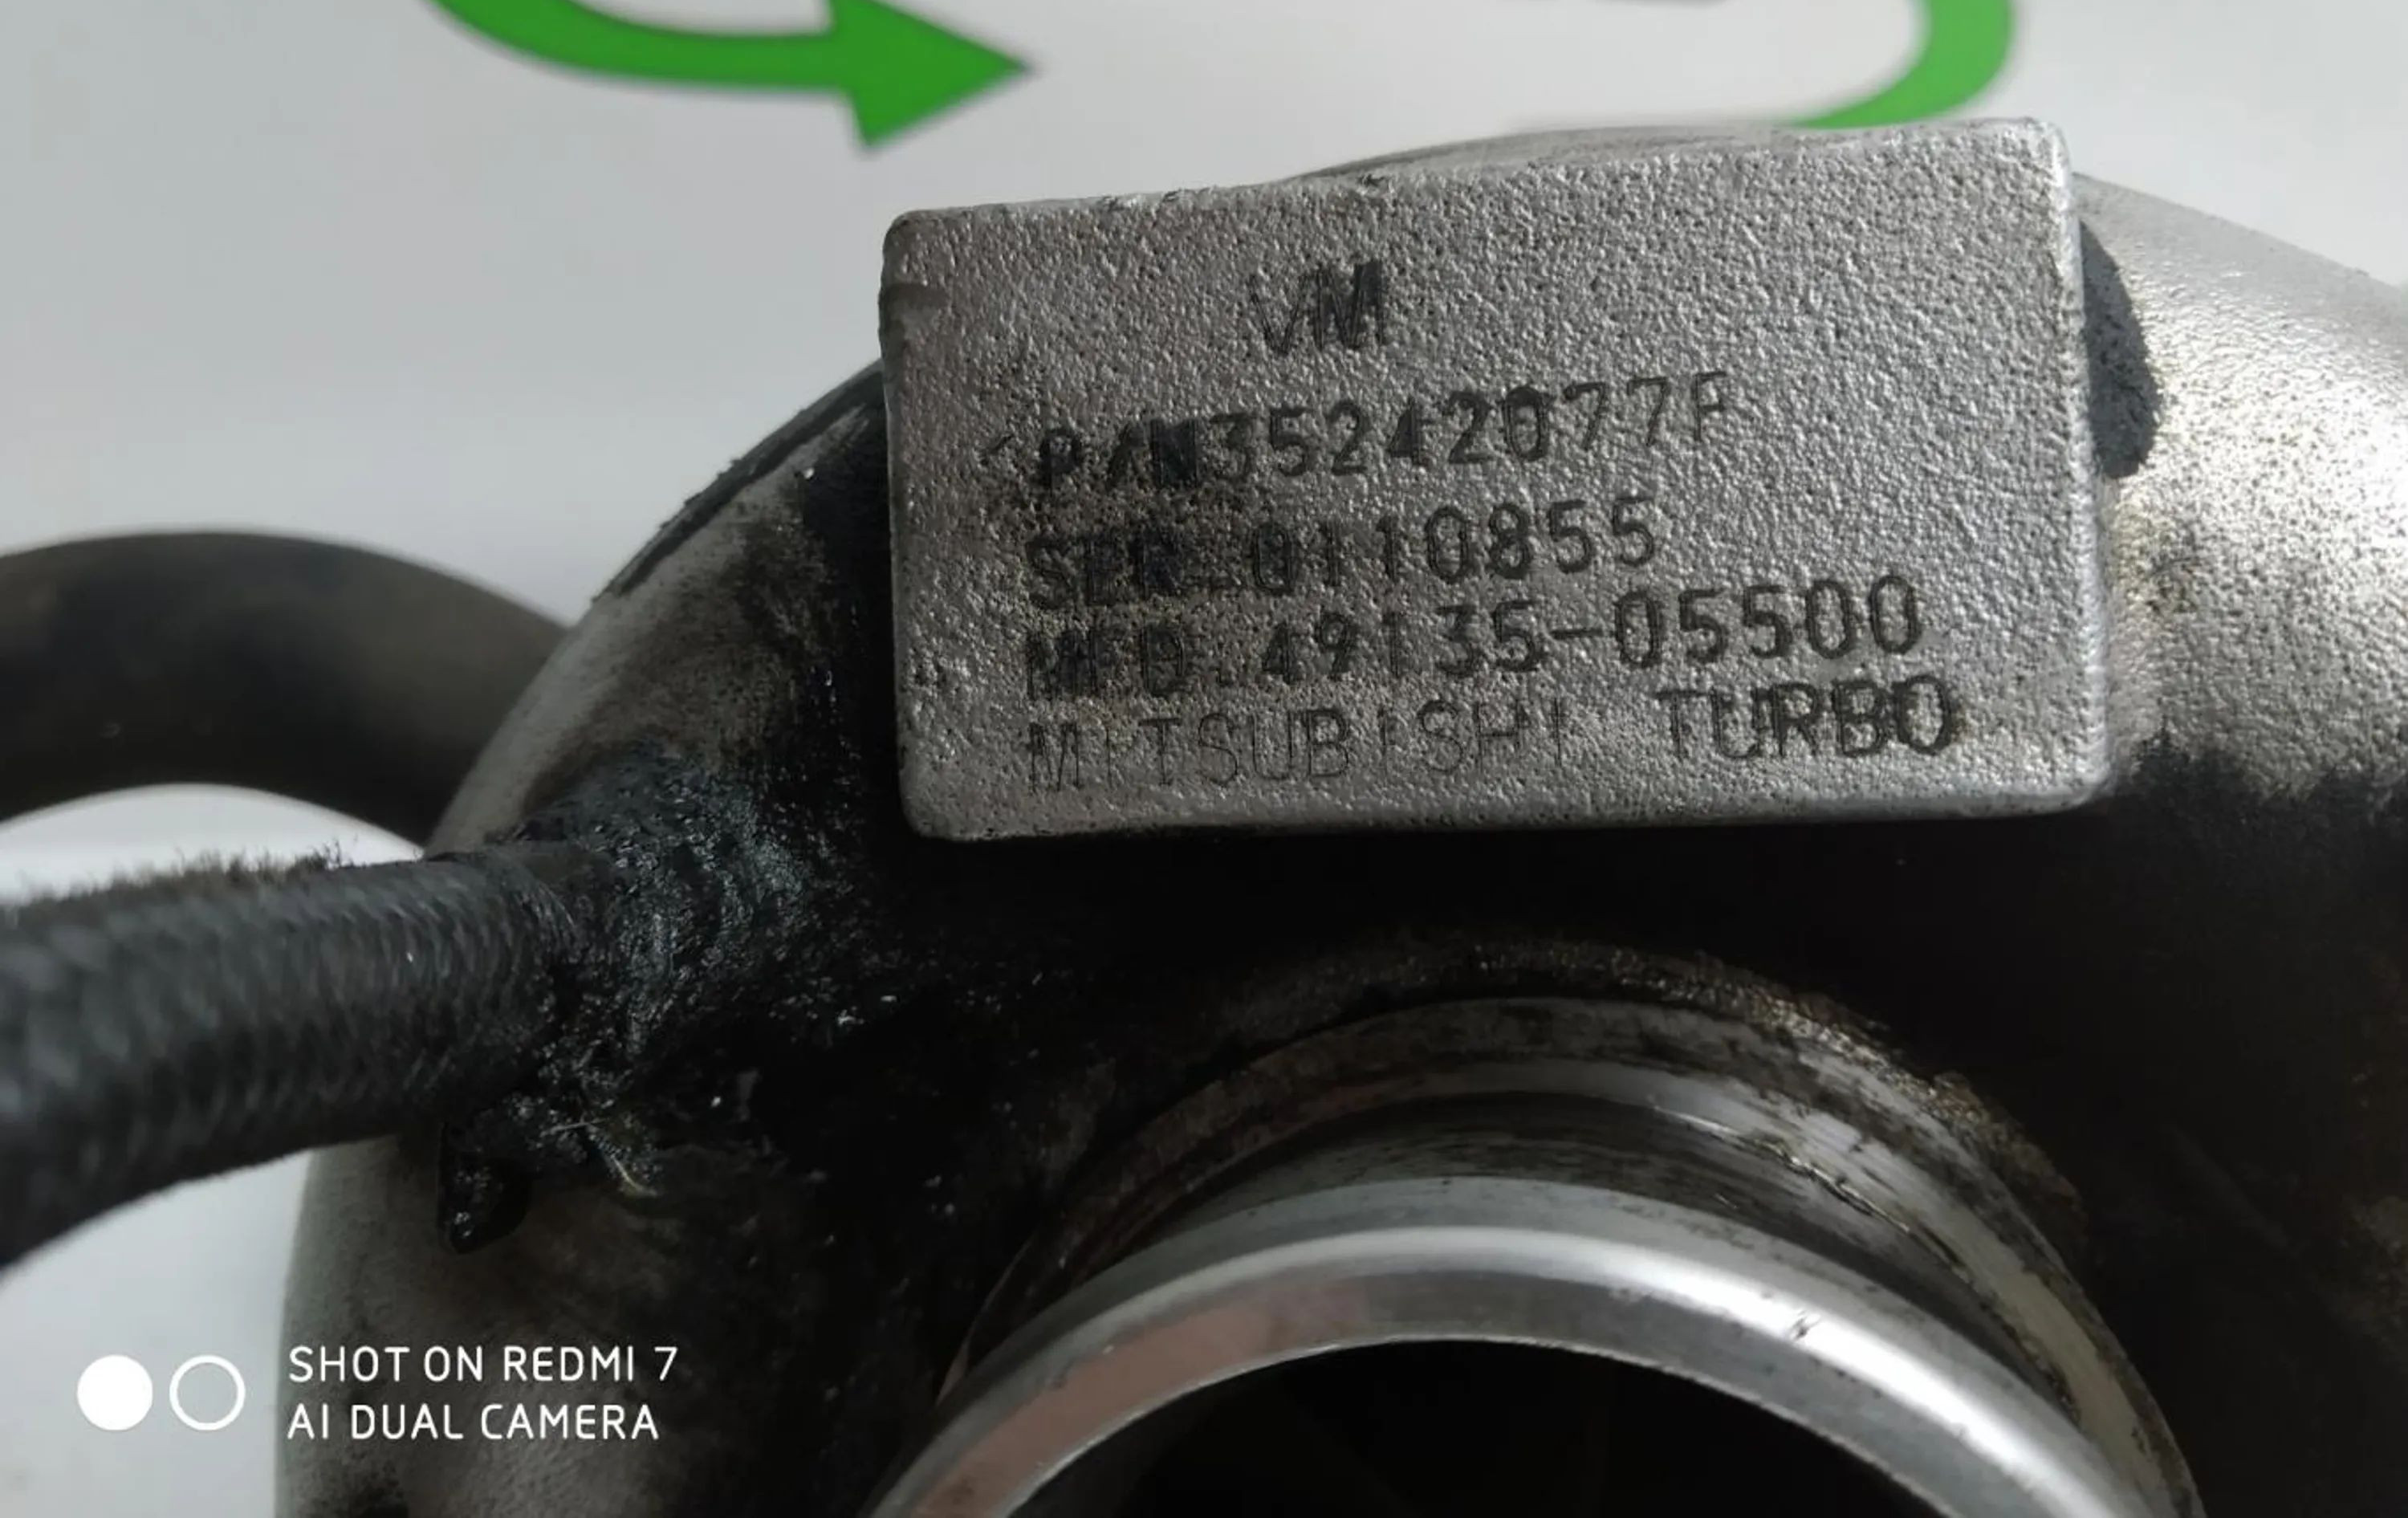 VM
P/N35242077F
SER.0110855
MFD.49135-05500
MITSUBISHI TURBO
SHOT ON REDMI 7
AI DUAL CAMERA